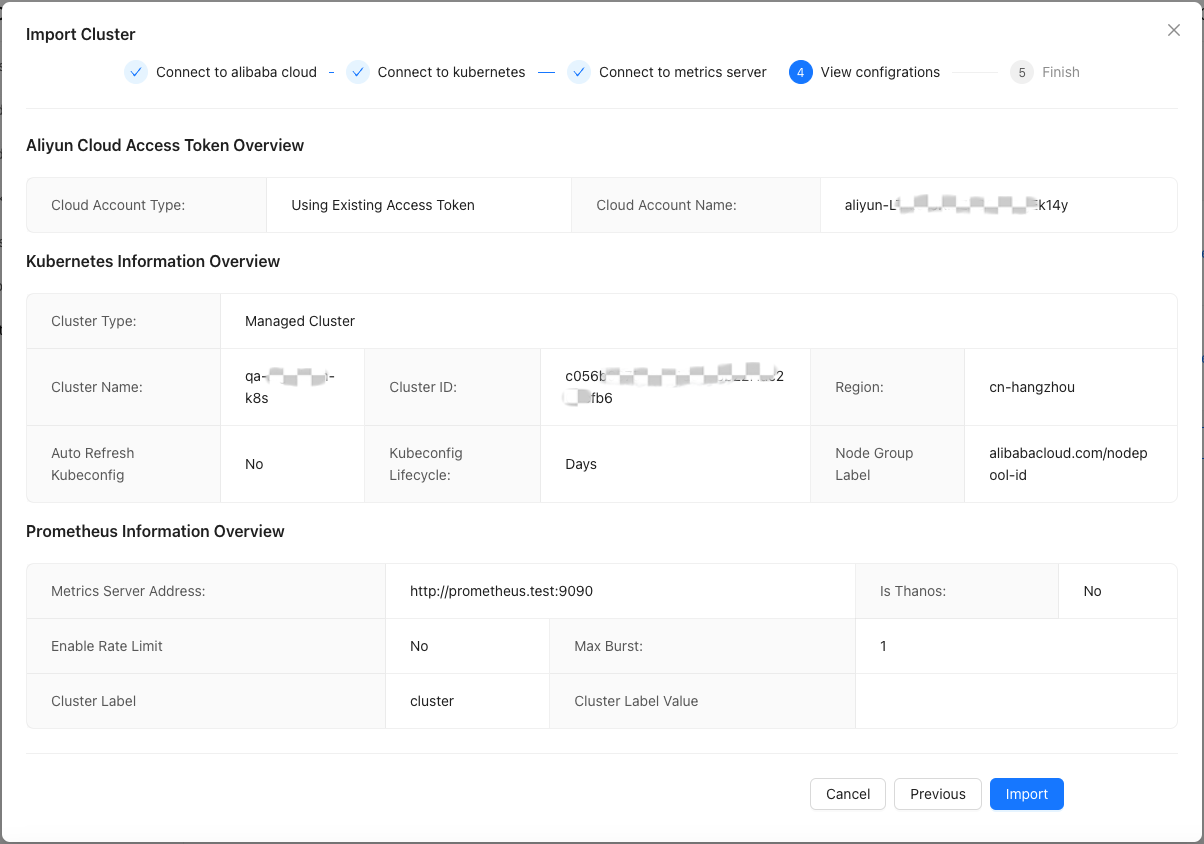 Import Cluster
Connect to alibaba cloud
Connect to kubernetes
Connect to metrics server
4 View configrations
5 Finish
Aliyun Cloud Access Token Overview
Cloud Account Type: Using Existing Access Token Cloud Account Name: aliyun- k14y
Kubernetes Information Overview
Cluster Type: Managed Cluster
Cluster Name:
qa- -
k8s
Cluster ID:
c056 2
fb6
Region:
cn-hangzhou
Auto Refresh
Kubeconfig
No
Kubeconfig
Lifecycle:
Days
Node Group
Label
alibabacloud.com/nodep
ool-id
Prometheus Information Overview
Metrics Server Address: http://prometheus.test:9090 Is Thanos: No
Enable Rate Limit No Max Burst: 1
Cluster Label cluster Cluster Label Value
Cancel Previous Import